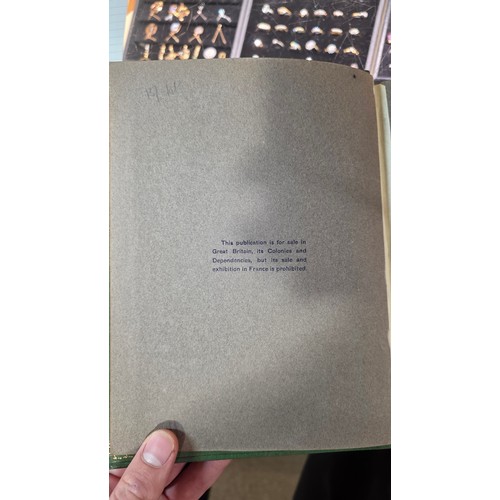 This publication is for sale in
Great Britain, its Colonies and
Dependencies, but its sale and
exhibition in France is prohibited